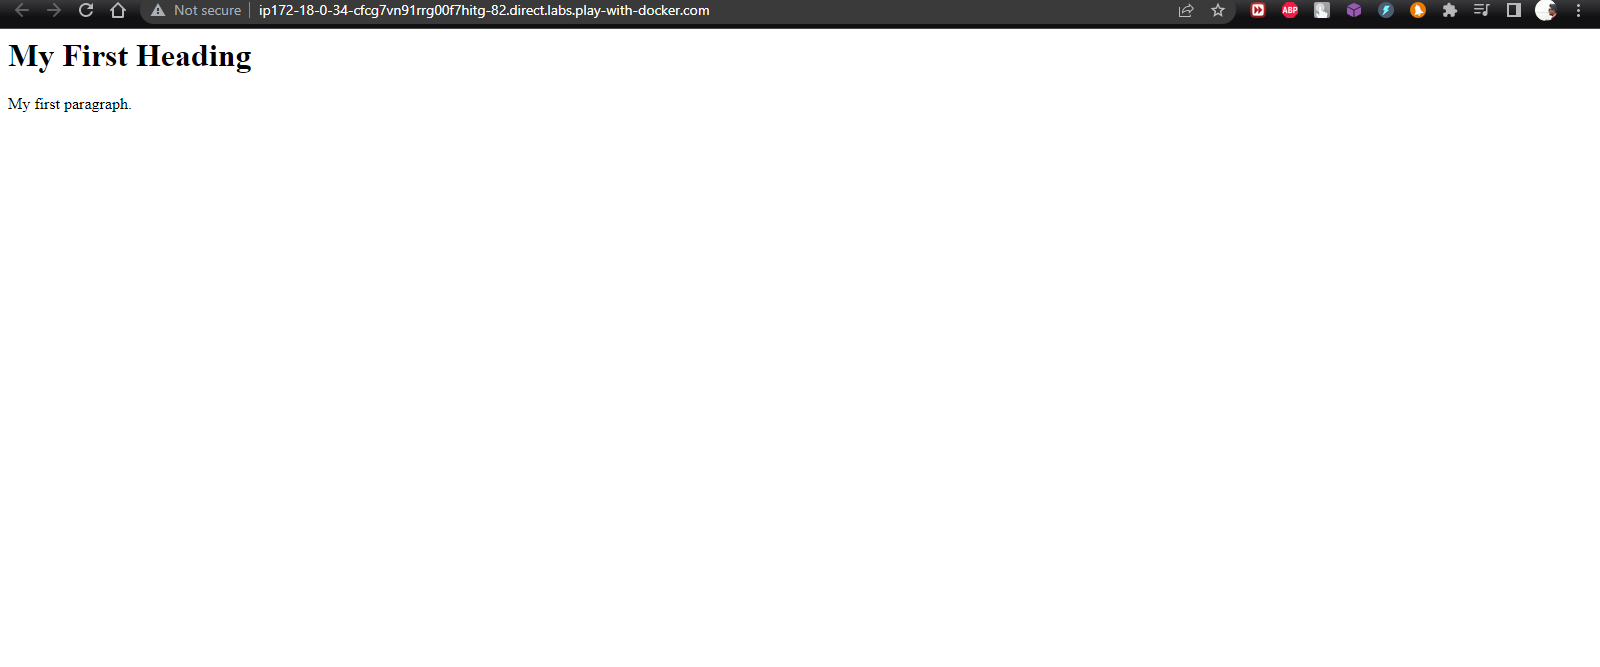 Not secure | ip172-18-0-34-cfcg7vn91rrg00f7hitg-82.direct.labs.play-with-docker.com
ABP
My First Heading
My first paragraph.